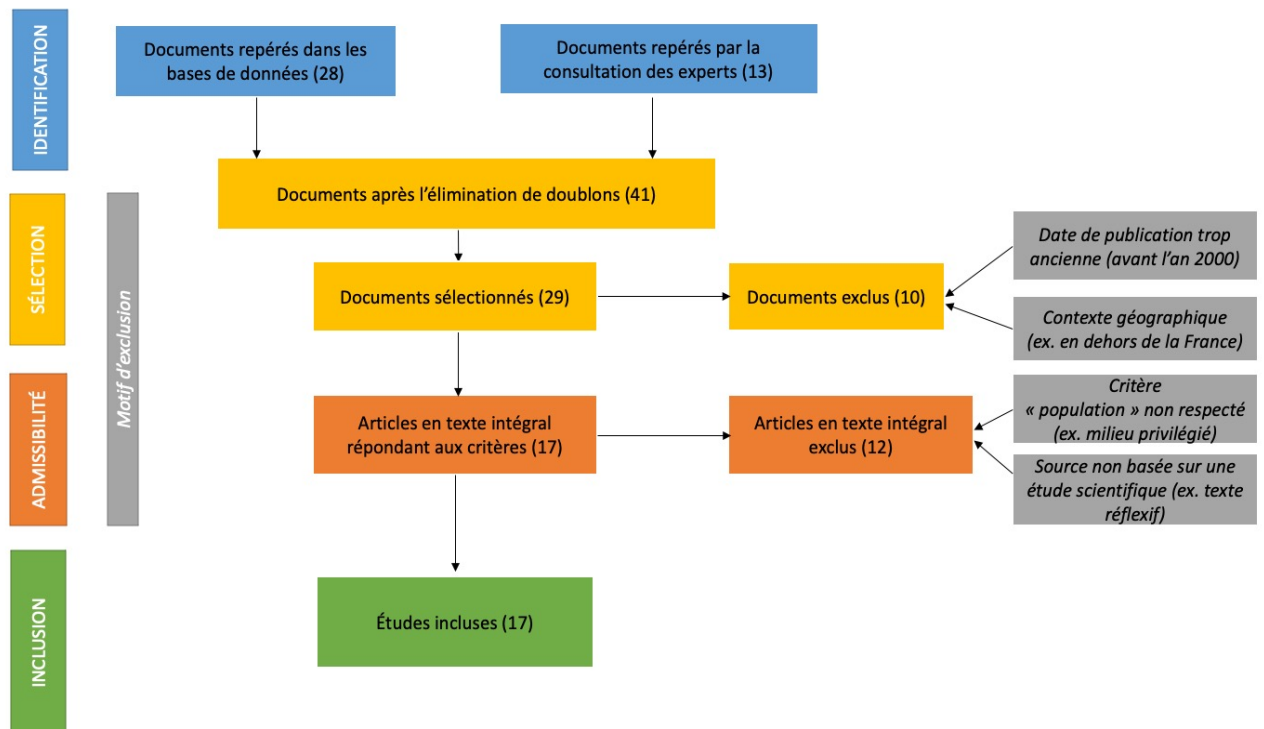 IDENTIFICATION
Documents repérés dans les
bases de données (28)
Documents repérés par la
consultation des experts (13)
Documents après l’élimination de doublons (41)
SÉLECTION
Motif d’exclusion
Documents sélectionnés (29)
Documents exclus (10)
Date de publication trop
ancienne (avant l’an 2000)
Contexte géographique
(ex. en dehors de la France)
ADMISSIBILITÉ
Articles en texte intégral
répondant aux critères (17)
Articles en texte intégral
exclus (12)
Critère
« population » non respecté
(ex. milieu privilégié)
Source non basée sur une
étude scientifique (ex. texte
réflexif)
INCLUSION
Études incluses (17)